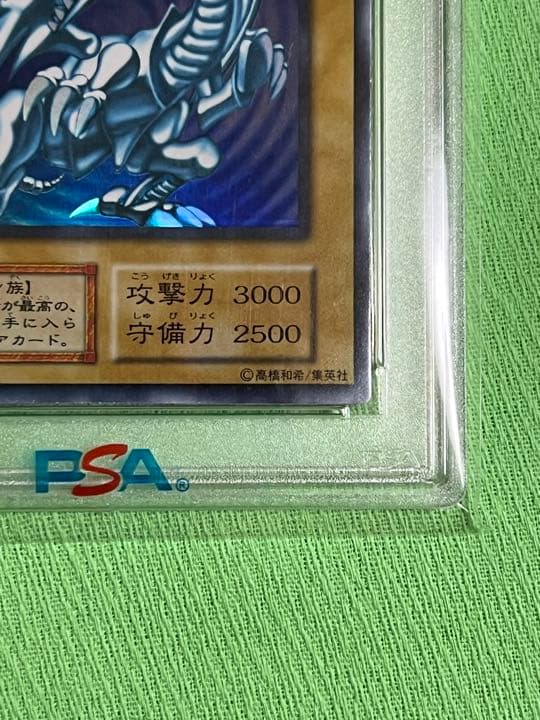 族】
が最高の、
手に入ら
アカード。
こう げき りょく
攻撃力 3000
しゅ び りょく
守備力 2500
©高橋和希/集英社
PSA®